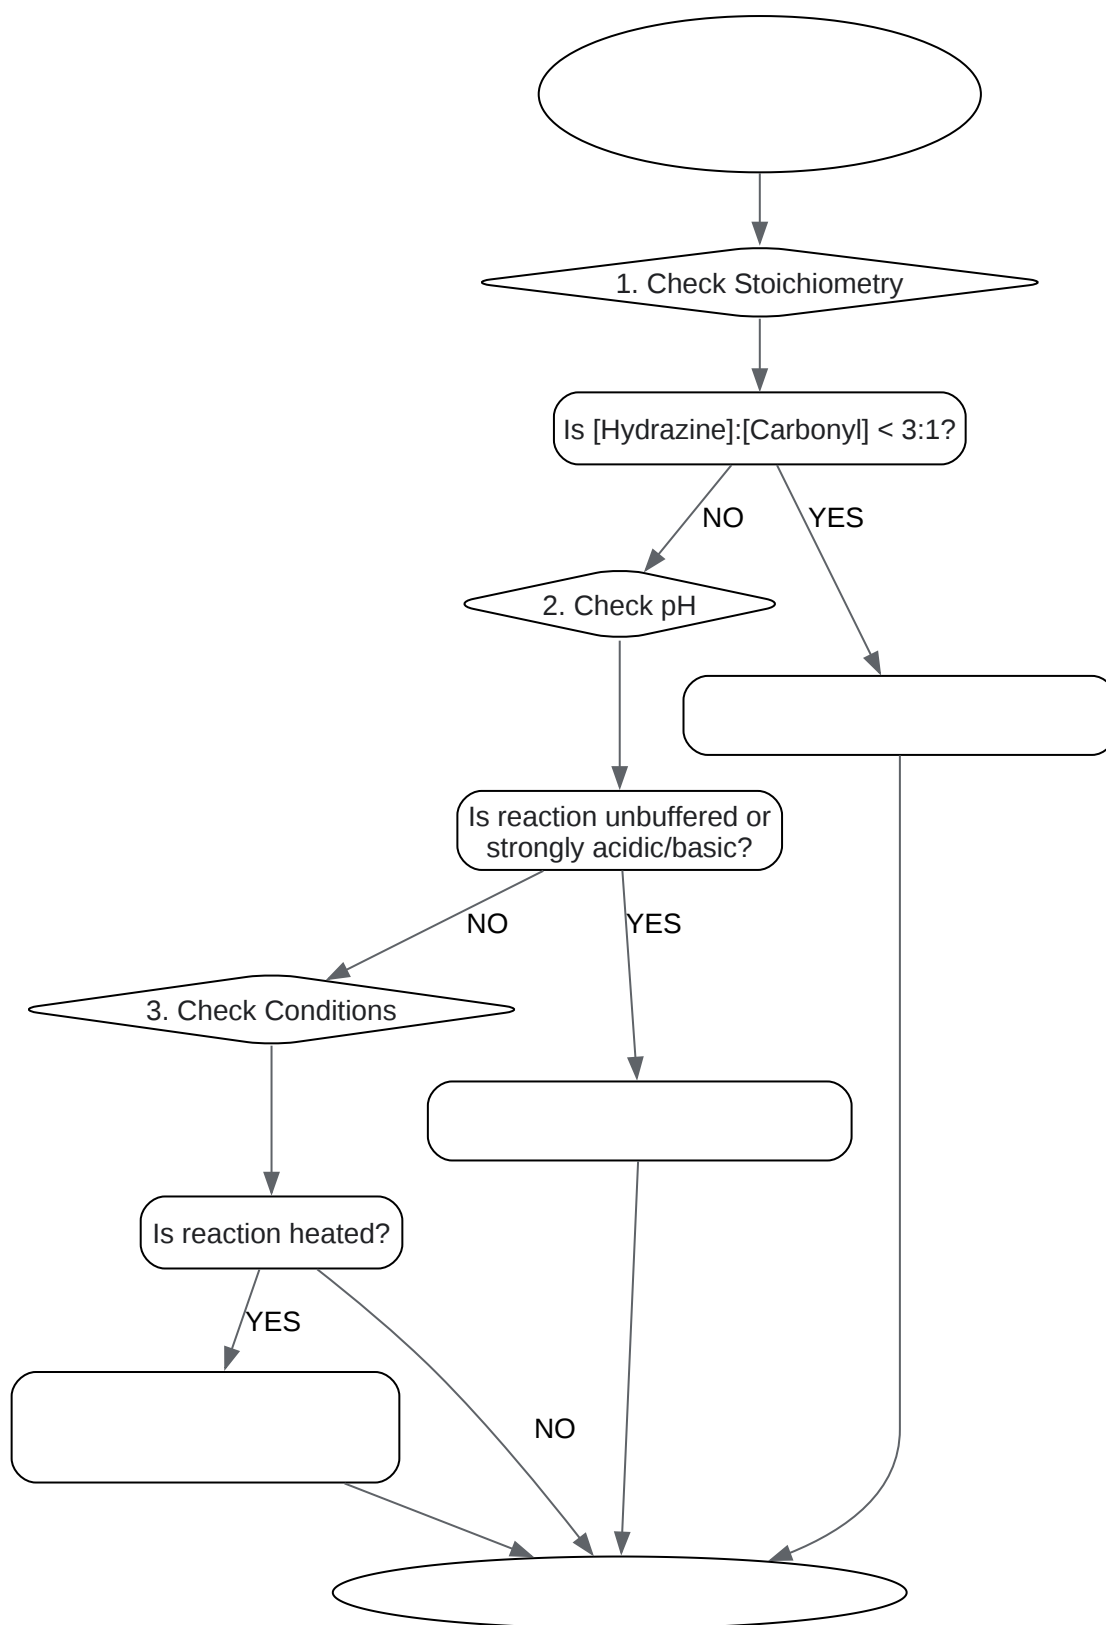 1. Check Stoichiometry
Is [Hydrazine]:[Carbonyl] < 3:1?
NO
YES
2. Check pH
Is reaction unbuffered or
strongly acidic/basic?
NO
YES
3. Check Conditions
Is reaction heated?
YES
NO